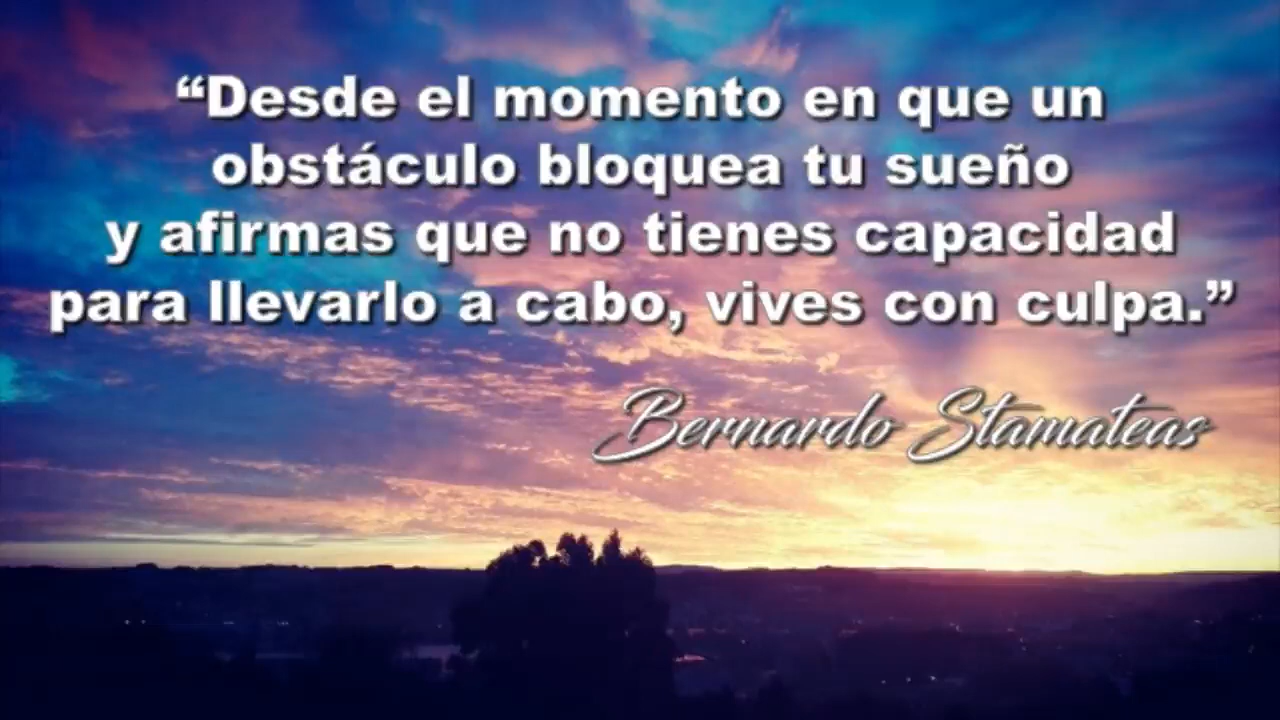 “Desde el momento en que un
obstáculo bloquea tu sueño
y afirmas que no tienes capacidad
para llevarlo a cabo, vives con culpa.”
Bernardo Stamateas